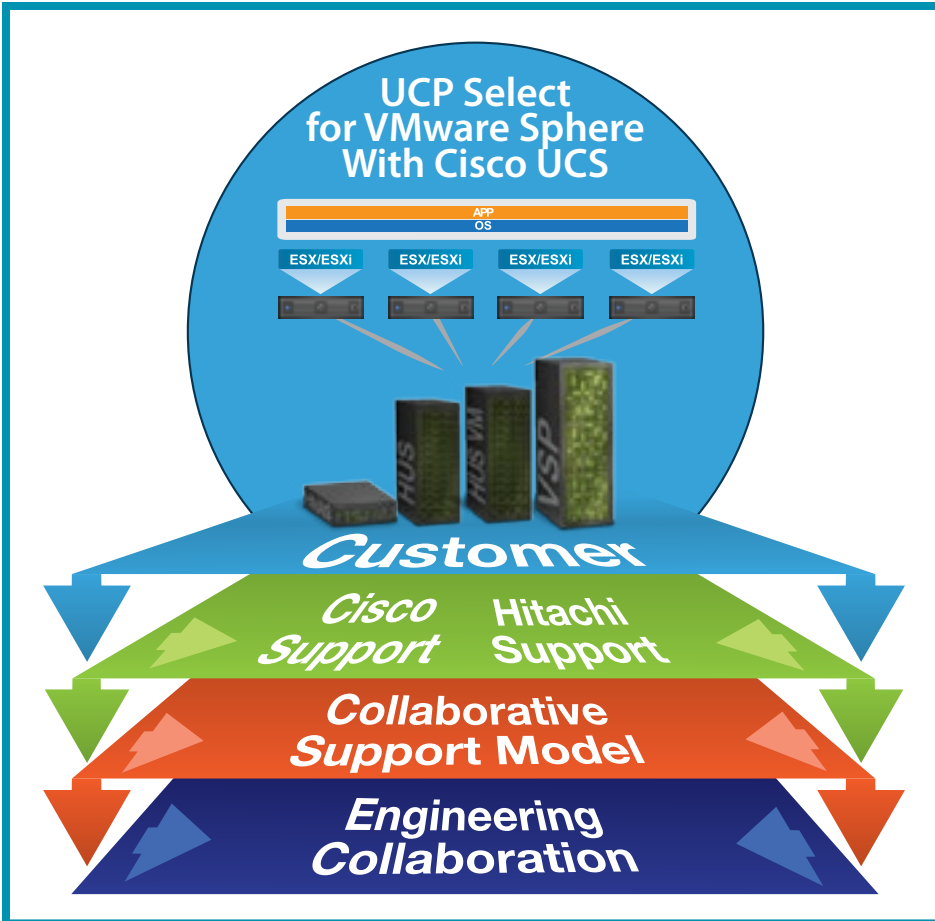 UCP Select
for VMware Sphere
With Cisco UCS
APP
OS
ESX/ESXi ESX/ESXi ESX/ESXi ESX/ESXi
HUS
HUS VM
VSP
Customer
Cisco
Support
Hitachi
Support
Collaborative
Support Model
Engineering
Collaboration